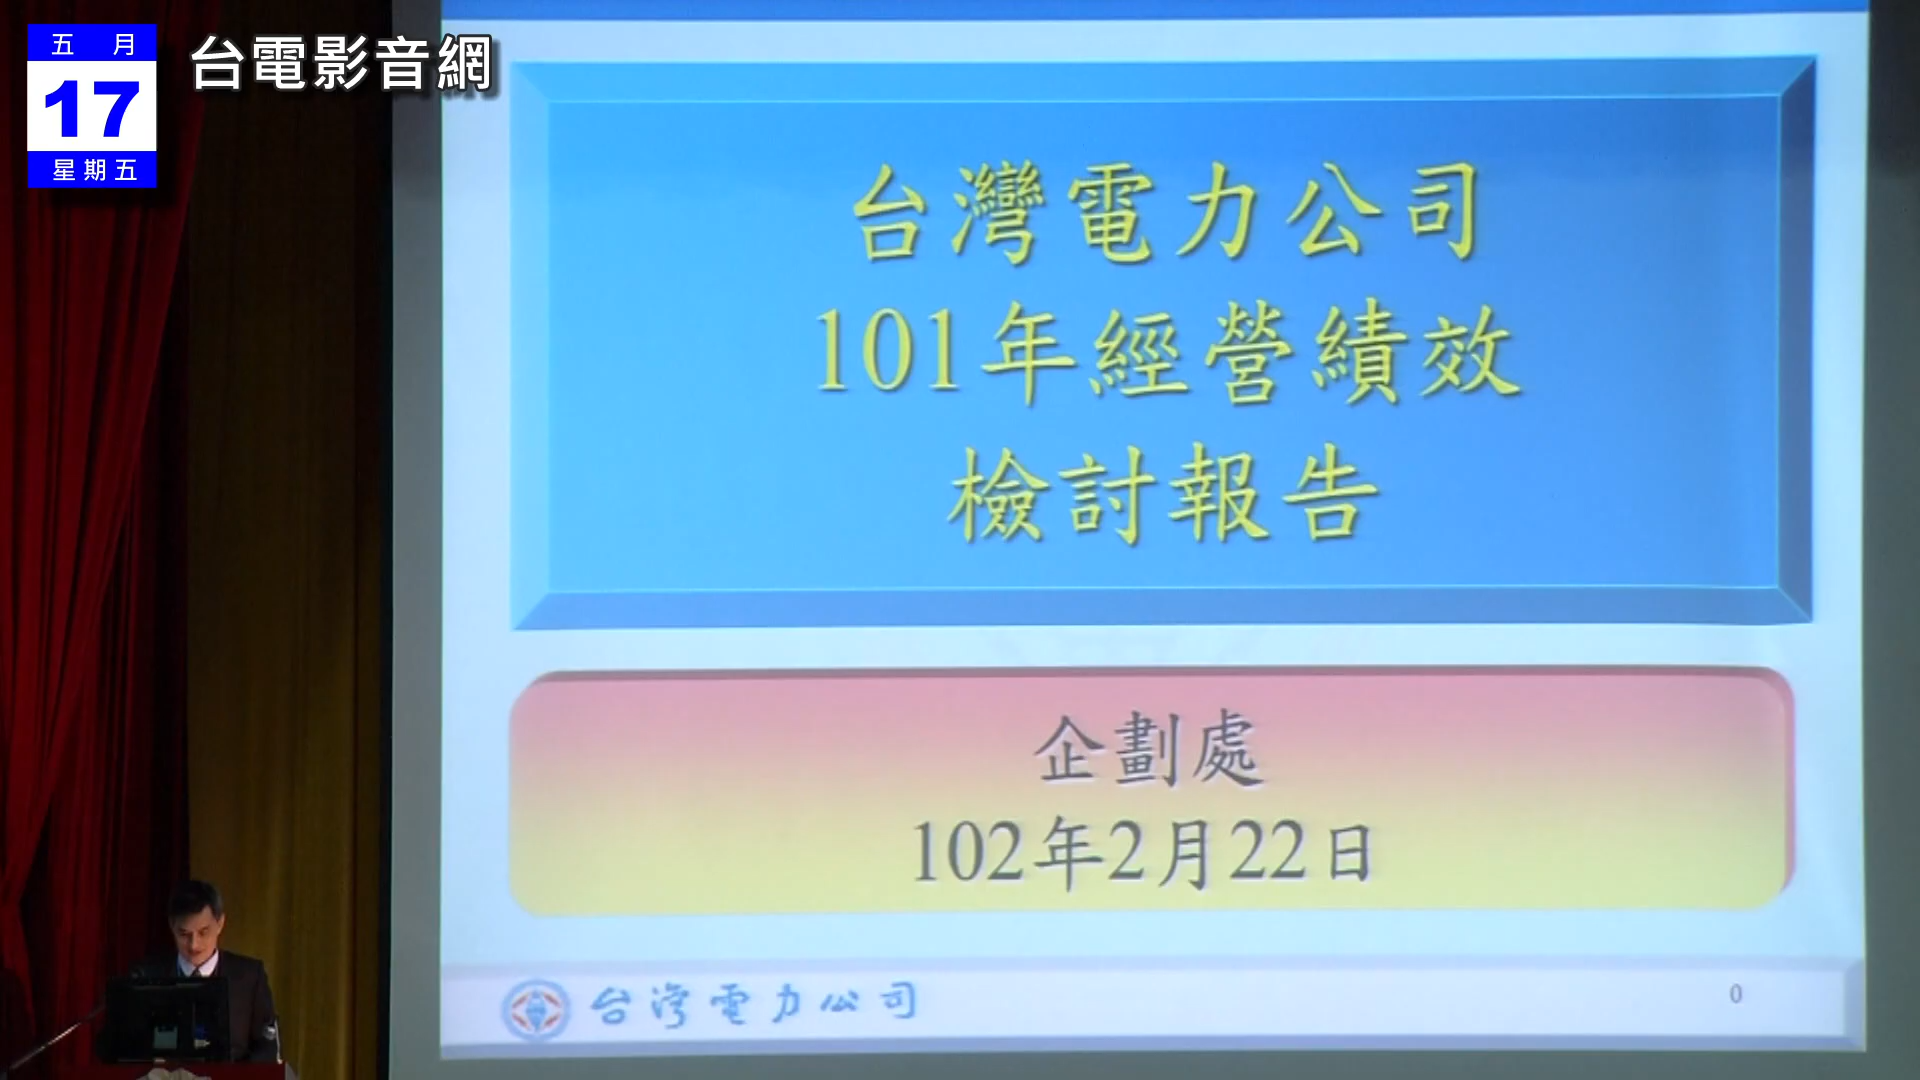 五 月
17
星期五
台電影音網
台灣電力公司
101年經營績效
檢討報告
企劃處
102年2月22日
台灣電力公司
0